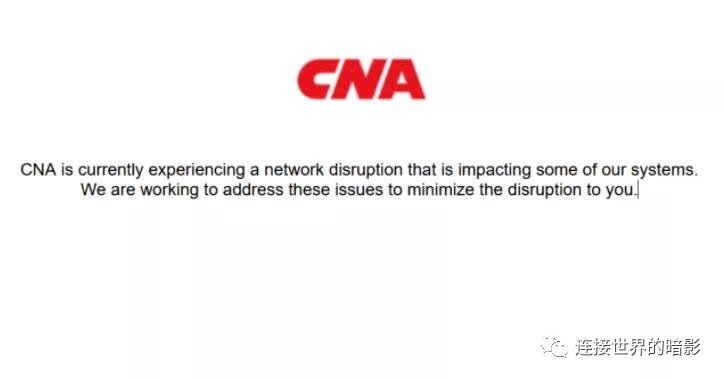 CNA
CNA is currently experiencing a network disruption that is impacting some of our systems.
We are working to address these issues to minimize the disruption to you.
连接世界的暗影